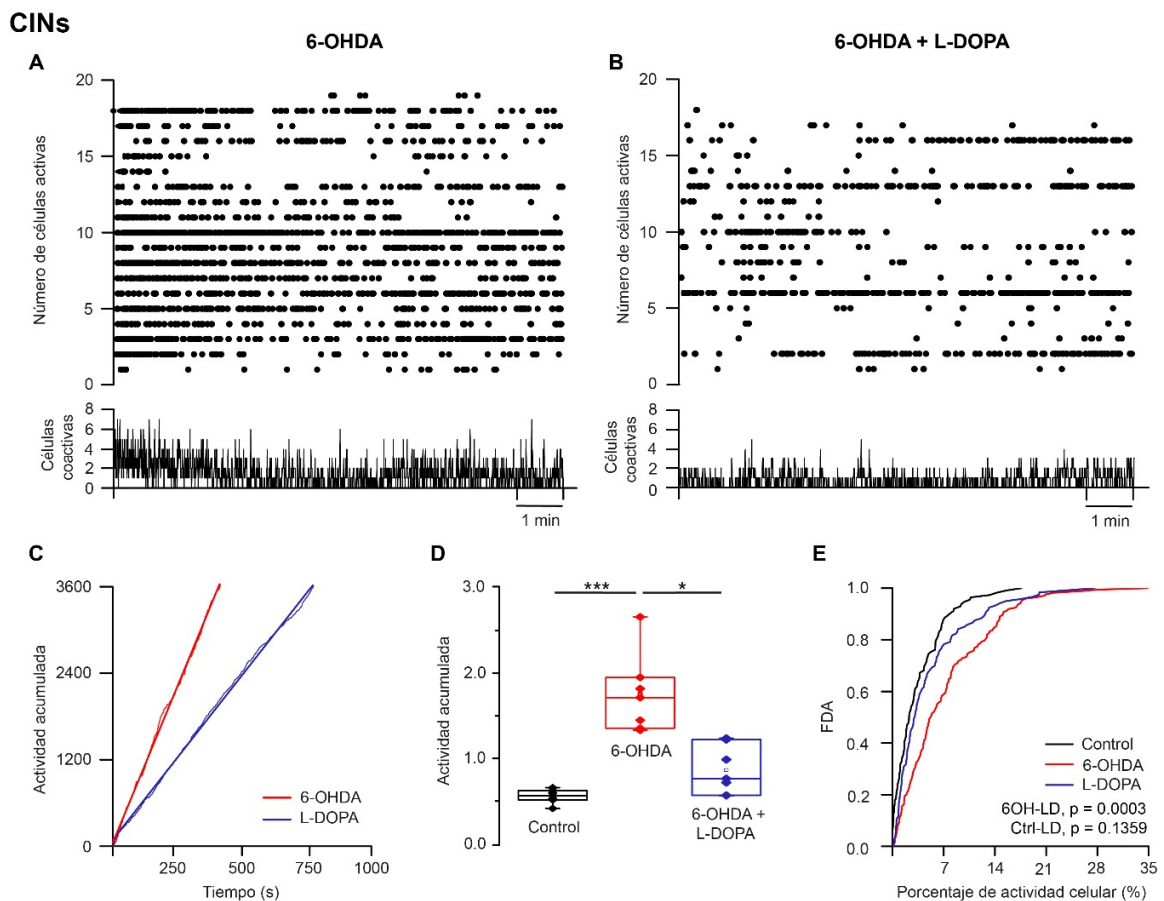 CINs
6-OHDA
6-OHDA + L-DOPA
A
B
Número de células activas
20
15
10
5
0
Número de células activas
20
15
10
5
0
Células
coactivas
8
6
4
2
0
1 min
Células
coactivas
8
6
4
2
0
1 min
C
D
E
Actividad acumulada
3600
2400
1200
0
250
500
750
1000
Tiempo (s)
6-OHDA
L-DOPA
Actividad acumulada
3.0
2.0
1.0
0.0
***
*
Control
6-OHDA
6-OHDA +
L-DOPA
FDA
1.0
0.8
0.6
0.4
0.2
0.0
Control
6-OHDA
L-DOPA
6OH-LD, p = 0.0003
Ctrl-LD, p = 0.1359
7
14
21
28
35
Porcentaje de actividad celular (%)